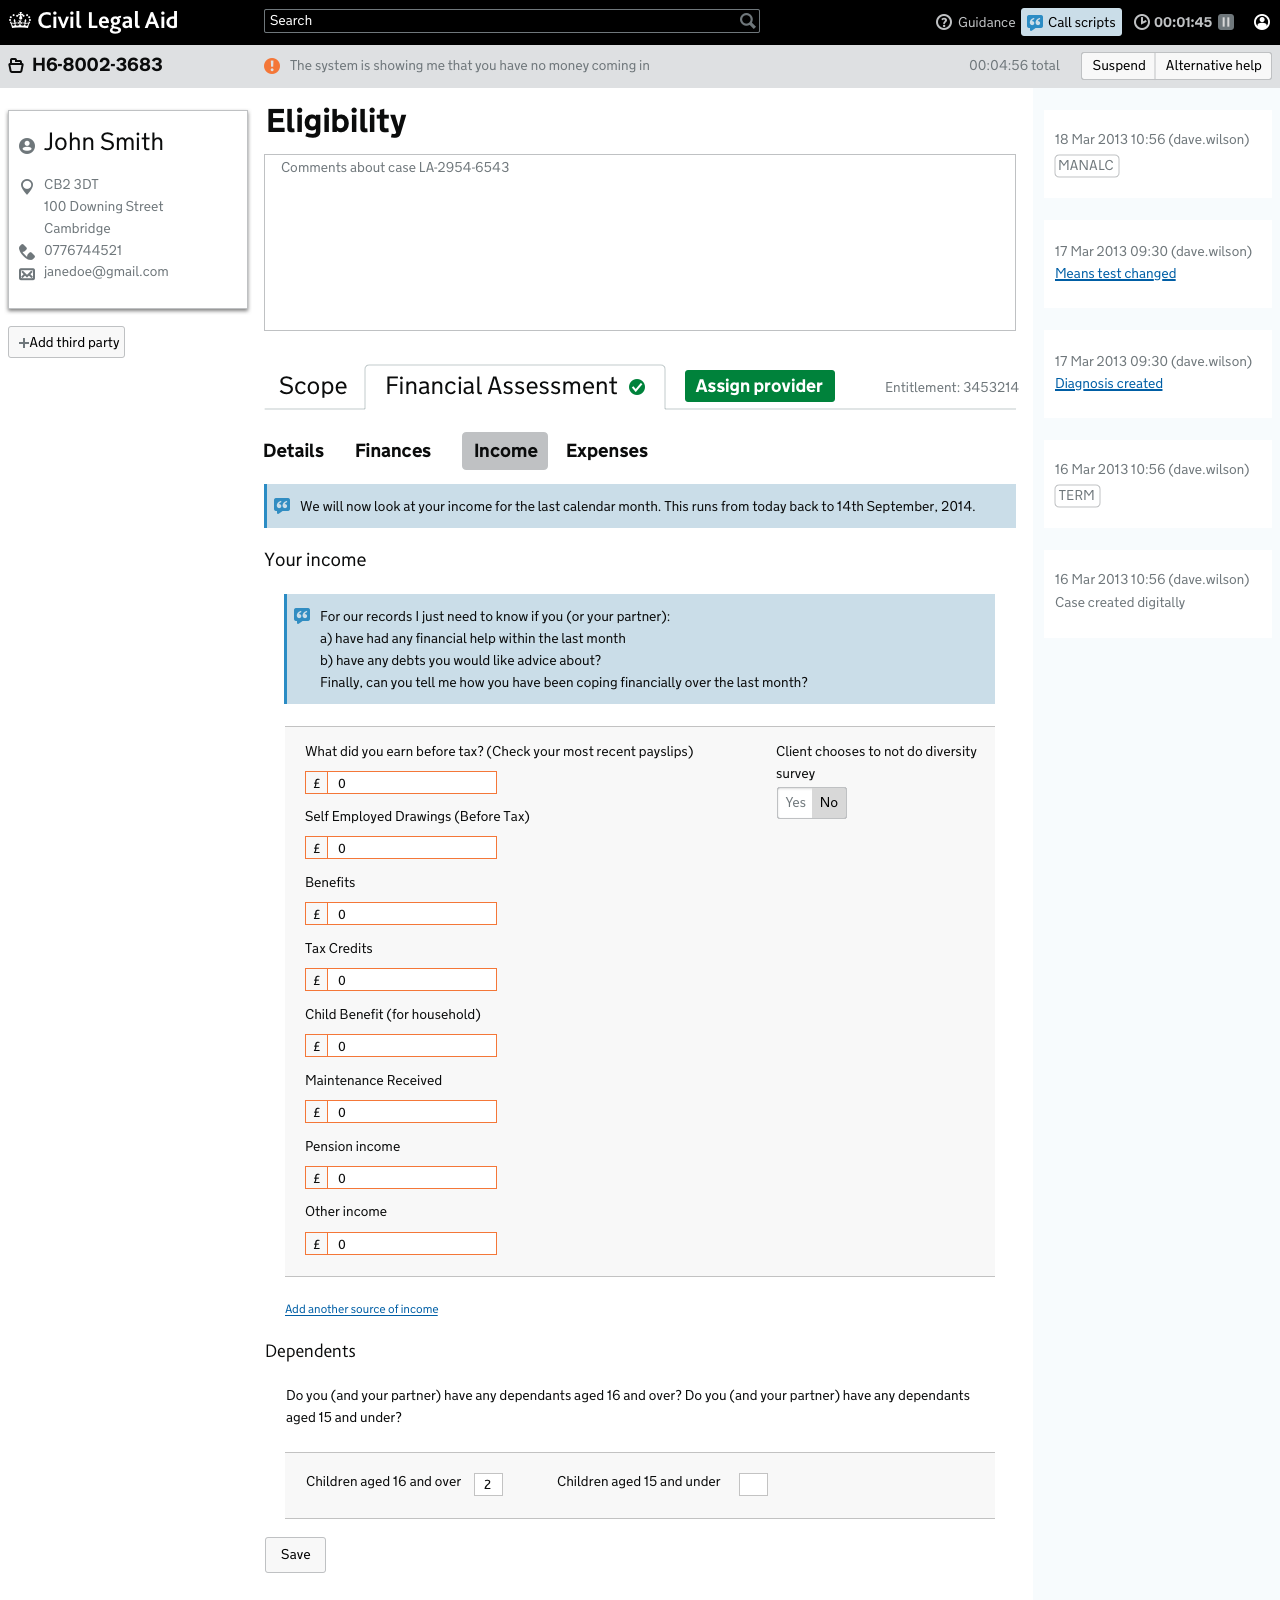 Civil Legal Aid
Search
Guidance
Call scripts
00:01:45
H6-8002-3683
The system is showing me that you have no money coming in
00:04:56 total
Suspend
Alternative help
John Smith
CB2 3DT
100 Downing Street
Cambridge
0776744521
janedoe@gmail.com
+Add third party
Eligibility
Comments about case LA-2954-6543
Scope
Financial Assessment
Assign provider
Entitlement: 3453214
Details
Finances
Income
Expenses
We will now look at your income for the last calendar month. This runs from today back to 14th September, 2014.
Your income
For our records I just need to know if you (or your partner):
a) have had any financial help within the last month
b) have any debts you would like advice about?
Finally, can you tell me how you have been coping financially over the last month?
What did you earn before tax? (Check your most recent payslips)
£ 0
Self Employed Drawings (Before Tax)
£ 0
Benefits
£ 0
Tax Credits
£ 0
Child Benefit (for household)
£ 0
Maintenance Received
£ 0
Pension income
£ 0
Other income
£ 0
Client chooses to not do diversity
survey
Yes No
Add another source of income
Dependents
Do you (and your partner) have any dependants aged 16 and over? Do you (and your partner) have any dependants
aged 15 and under?
Children aged 16 and over 2
Children aged 15 and under
Save
18 Mar 2013 10:56 (dave.wilson)
MANALC
17 Mar 2013 09:30 (dave.wilson)
Means test changed
17 Mar 2013 09:30 (dave.wilson)
Diagnosis created
16 Mar 2013 10:56 (dave.wilson)
TERM
16 Mar 2013 10:56 (dave.wilson)
Case created digitally